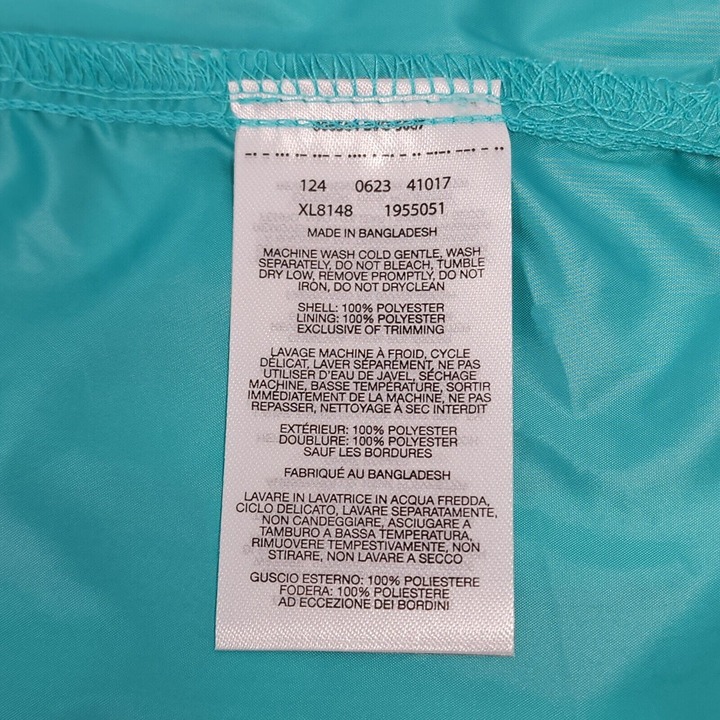 124 0623 41017
XL8148 1955051
MADE IN BANGLADESH
MACHINE WASH COLD GENTLE, WASH
SEPARATELY, DO NOT BLEACH, TUMBLE
DRY LOW, REMOVE PROMPTLY, DO NOT
IRON, DO NOT DRYCLEAN
SHELL: 100% POLYESTER
LINING: 100% POLYESTER
EXCLUSIVE OF TRIMMING
LAVAGE MACHINE À FROID, CYCLE
DÉLICAT, LAVER SÉPARÉMENT, NE PAS
UTILISER D'EAU DE JAVEL, SÉCHAGE
MACHINE, BASSE TEMPÉRATURE, SORTIR
IMMÉDIATEMENT DE LA MACHINE, NE PAS
REPASSER, NETTOYAGE À SEC INTERDIT
EXTÉRIEUR: 100% POLYESTER
DOUBLURE: 100% POLYESTER
SAUF LES BORDURES
FABRIQUÉ AU BANGLADESH
LAVARE IN LAVATRICE IN ACQUA FREDDA,
CICLO DELICATO, LAVARE SEPARATAMENTE,
NON CANDEGGIARE, ASCIUGARE A
TAMBURO A BASSA TEMPERATURA,
RIMUOVERE TEMPESTIVAMENTE, NON
STIRARE, NON LAVARE A SECCO
GUSCIO ESTERNO: 100% POLIESTERE
FODERA: 100% POLIESTERE
AD ECCEZIONE DEI BORDINI